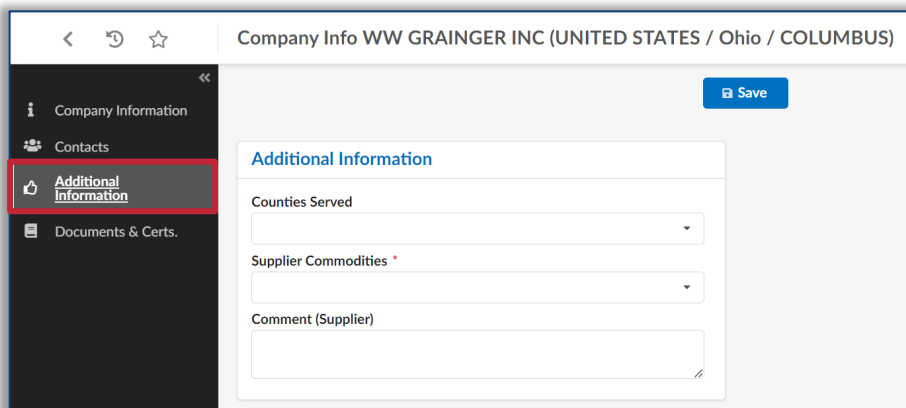 Company Info WW GRAINGER INC (UNITED STATES / Ohio / COLUMBUS)
Save
Company Information
Contacts
Additional
Information
Documents & Certs.
Additional Information
Counties Served
Supplier Commodities *
Comment (Supplier)